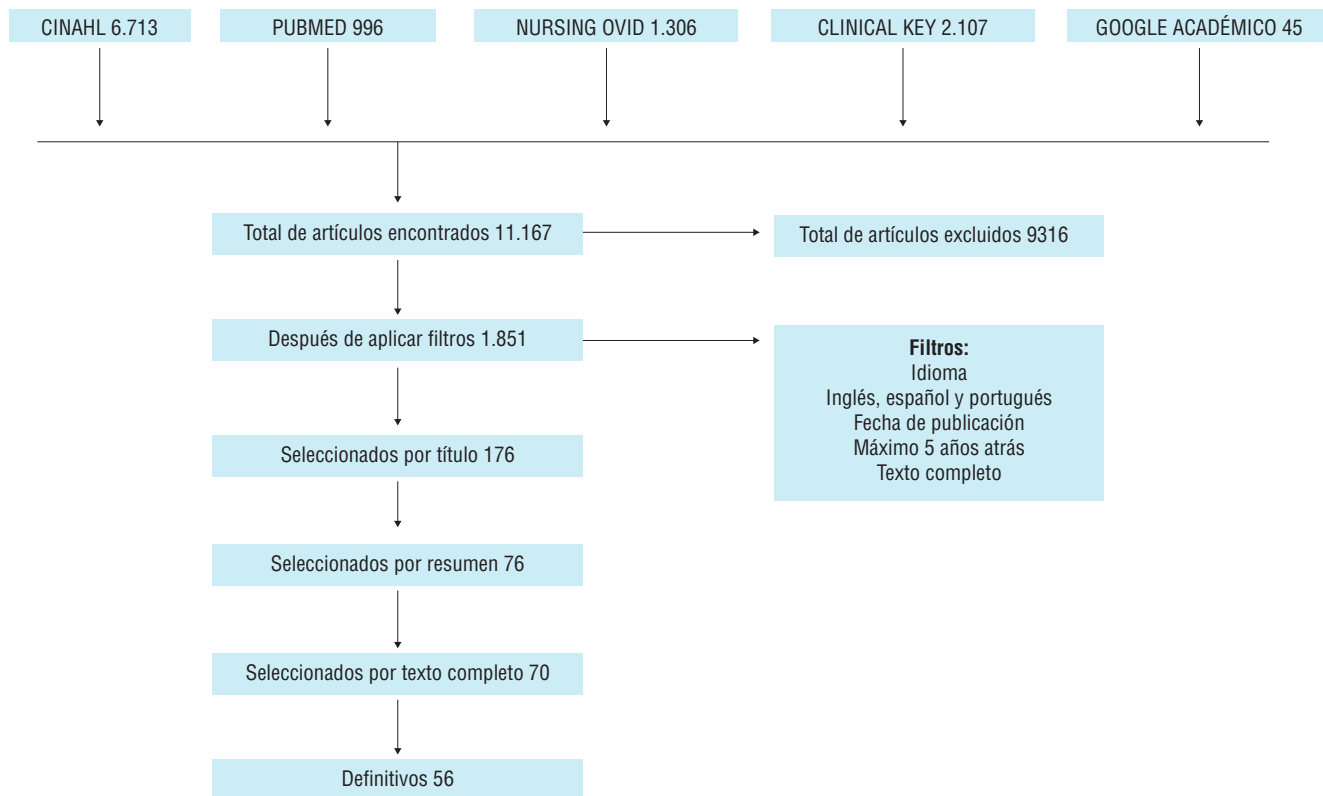 CINAHL 6.713
PUBMED 996
NURSING OVID 1.306
CLINICAL KEY 2.107
GOOGLE ACADÉMICO 45
Total de artículos encontrados 11.167
Total de artículos excluidos 9316
Después de aplicar filtros 1.851
Filtros:
Idioma
Inglés, español y portugués
Fecha de publicación
Máximo 5 años atrás
Texto completo
Seleccionados por título 176
Seleccionados por resumen 76
Seleccionados por texto completo 70
Definitivos 56